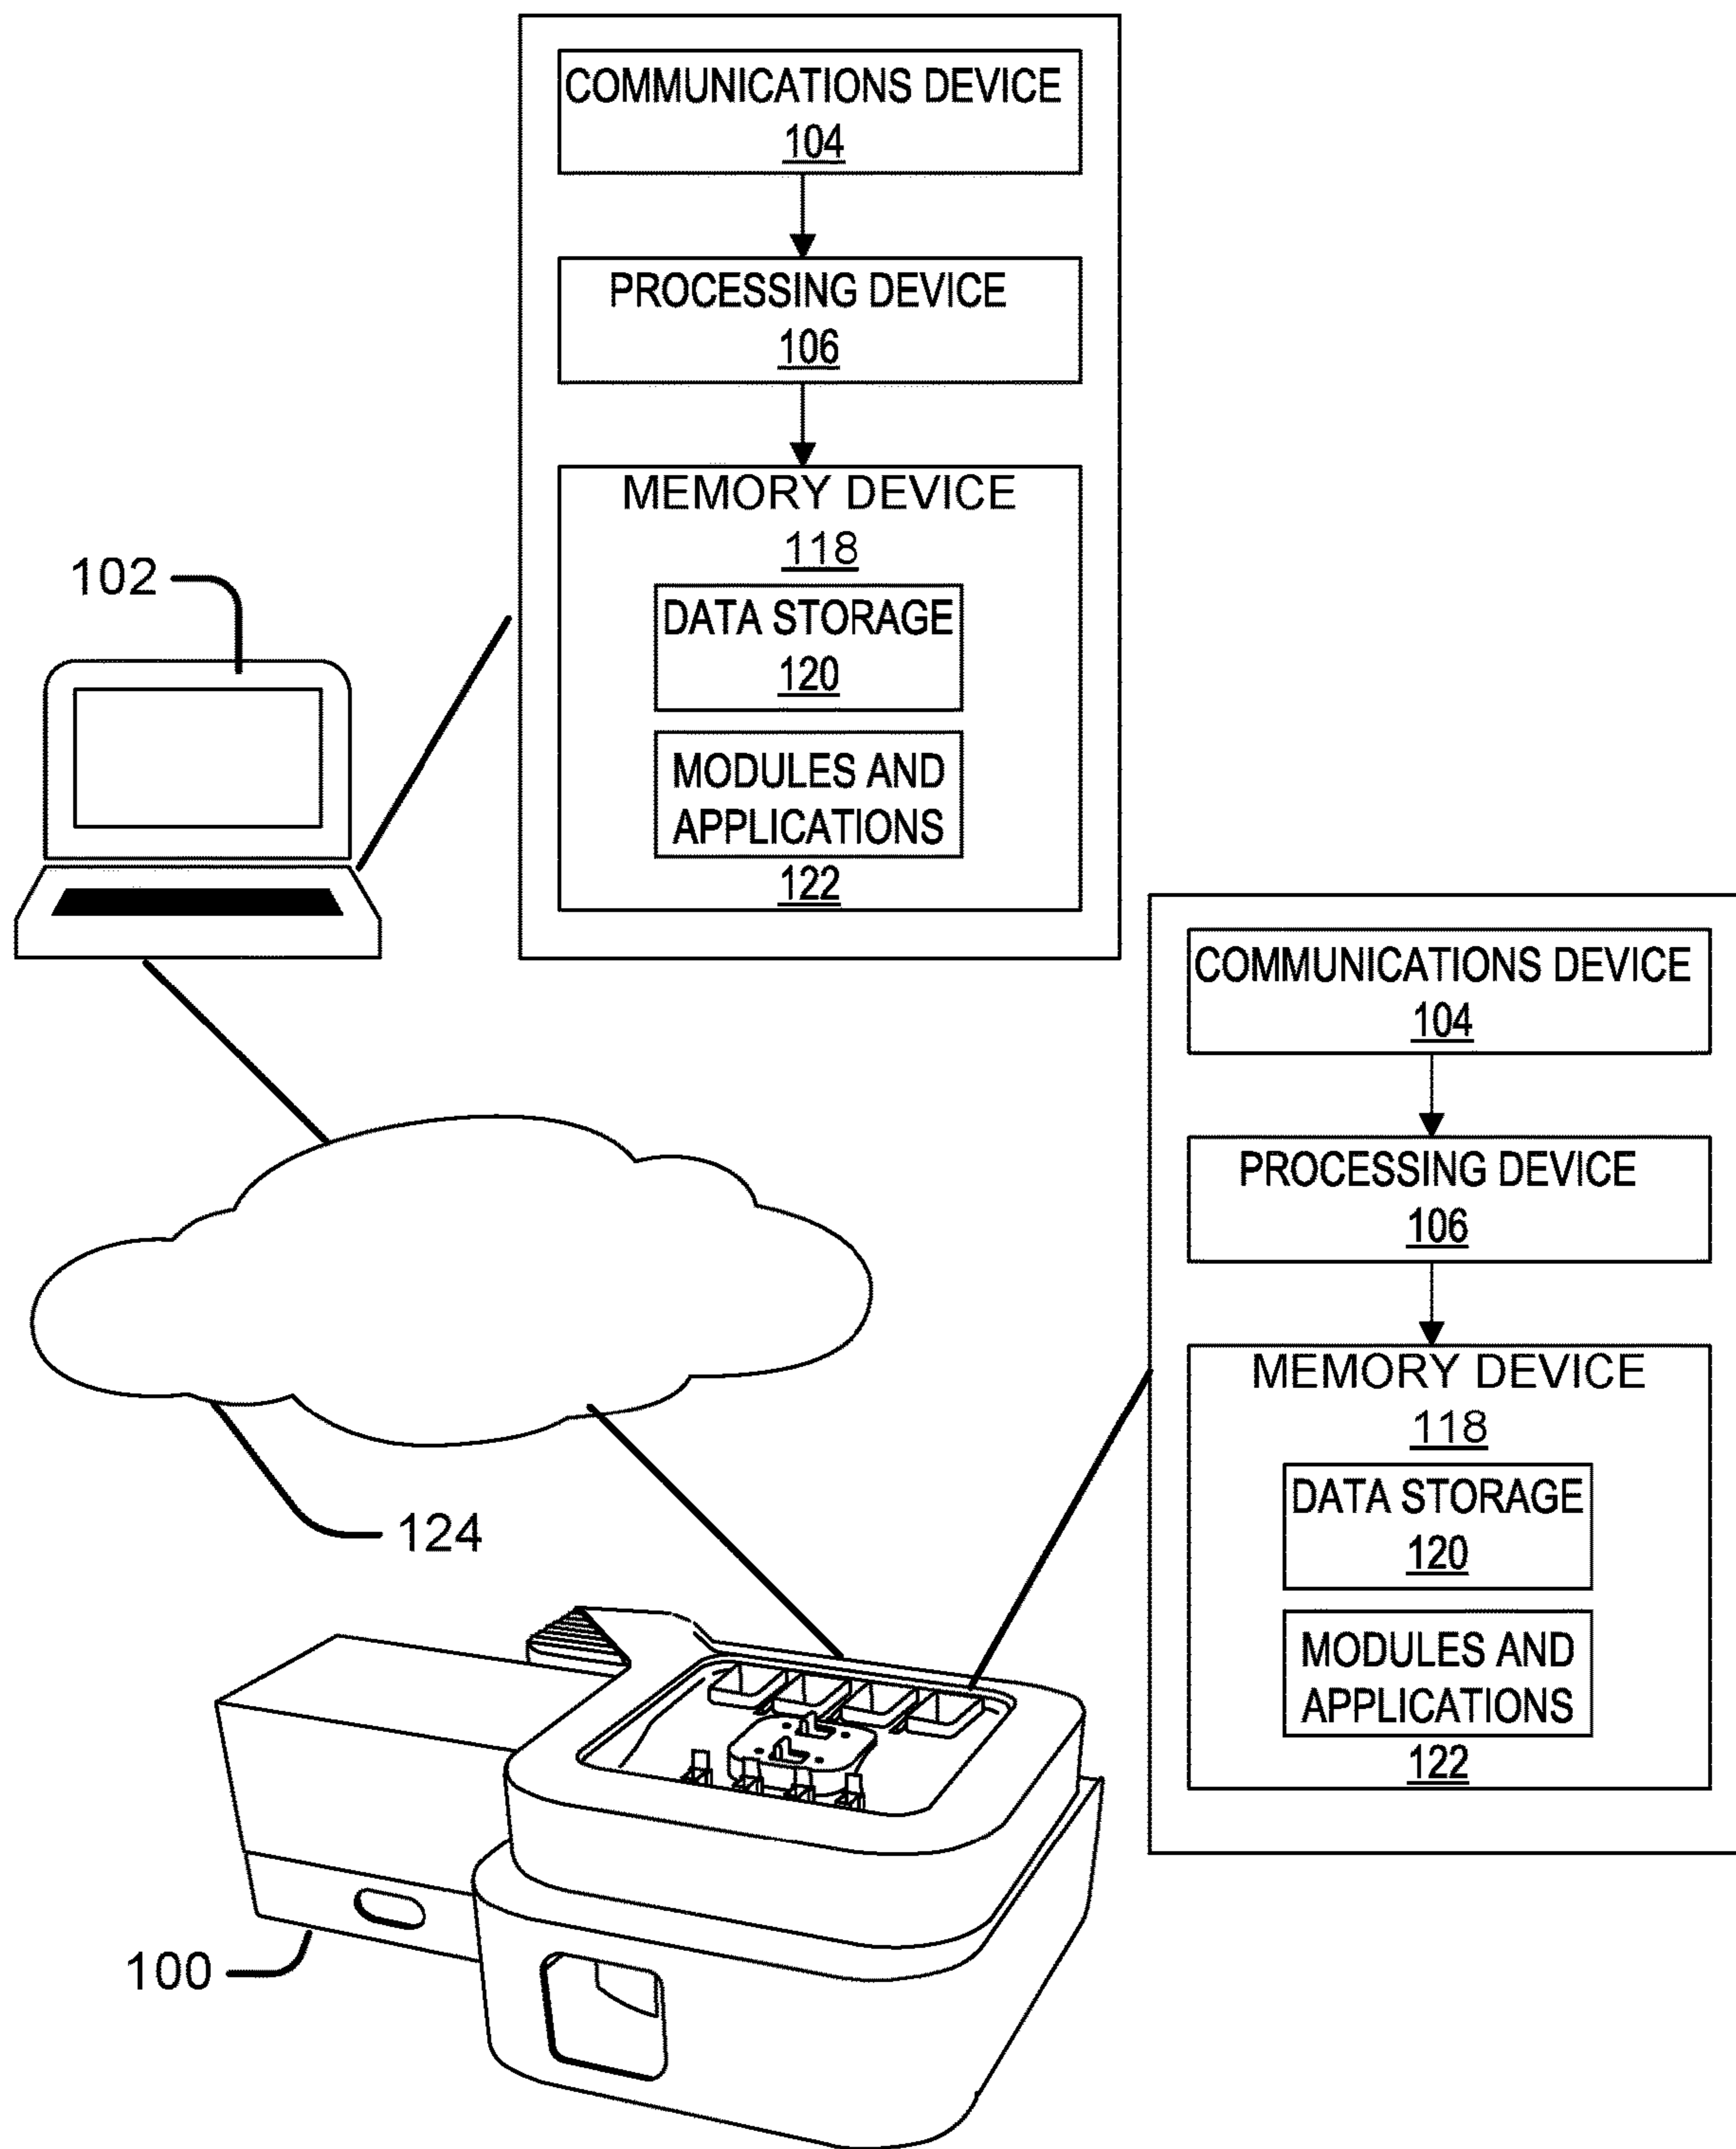 COMMUNICATIONS DEVICE
104
PROCESSING DEVICE
106
MEMORY DEVICE
118
DATA STORAGE
120
MODULES AND
APPLICATIONS
122
102
COMMUNICATIONS DEVICE
104
PROCESSING DEVICE
106
MEMORY DEVICE
118
DATA STORAGE
120
MODULES AND
APPLICATIONS
122
124
100